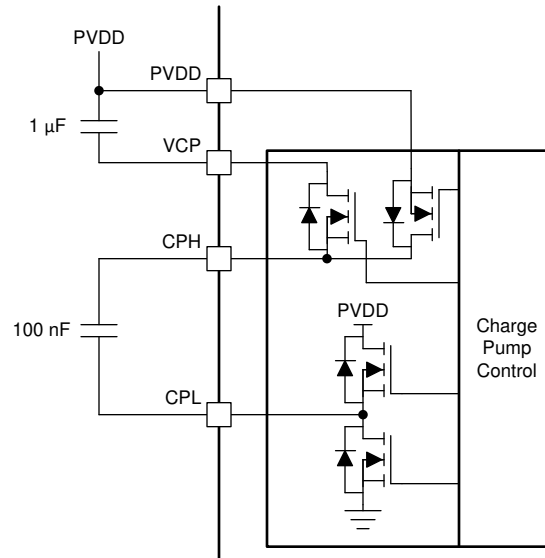 PVDD
PVDD
1 µF
VCP
CPH
100 nF
PVDD
Charge
Pump
Control
CPL